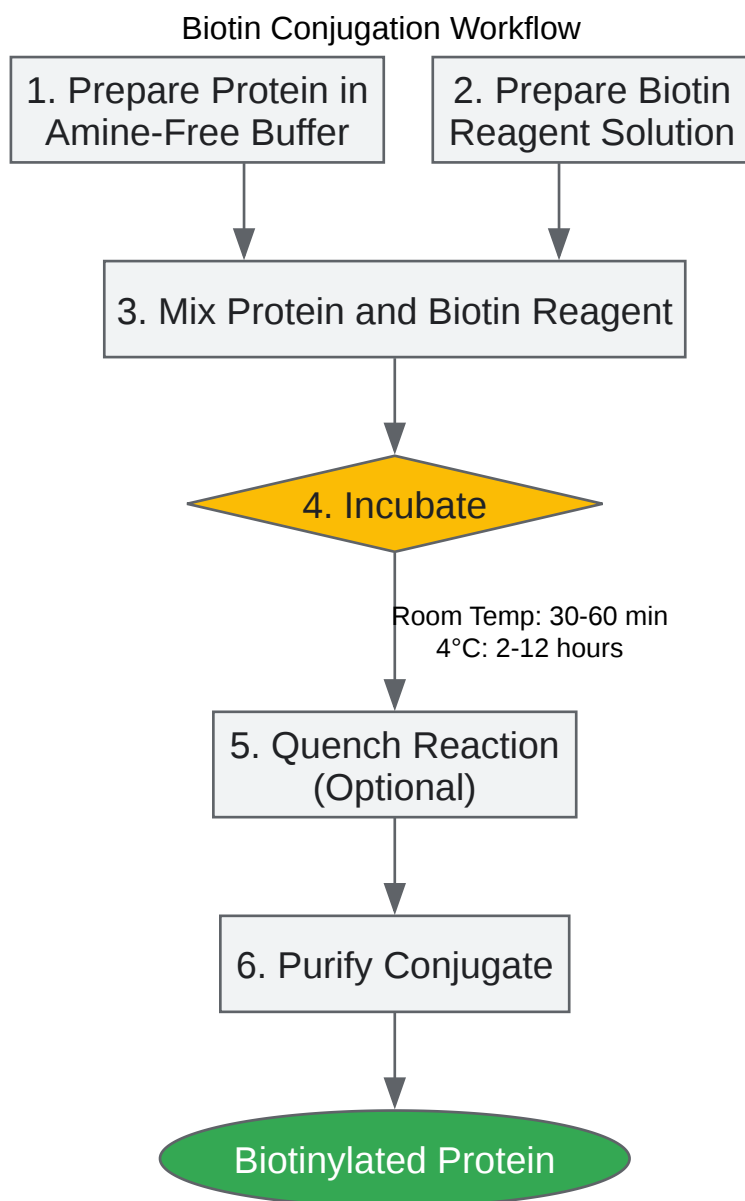 Biotin Conjugation Workflow
1. Prepare Protein in
Amine-Free Buffer
2. Prepare Biotin
Reagent Solution
3. Mix Protein and Biotin Reagent
4. Incubate
Room Temp: 30-60 min
4°C: 2-12 hours
5. Quench Reaction
(Optional)
6. Purify Conjugate
Biotinylated Protein